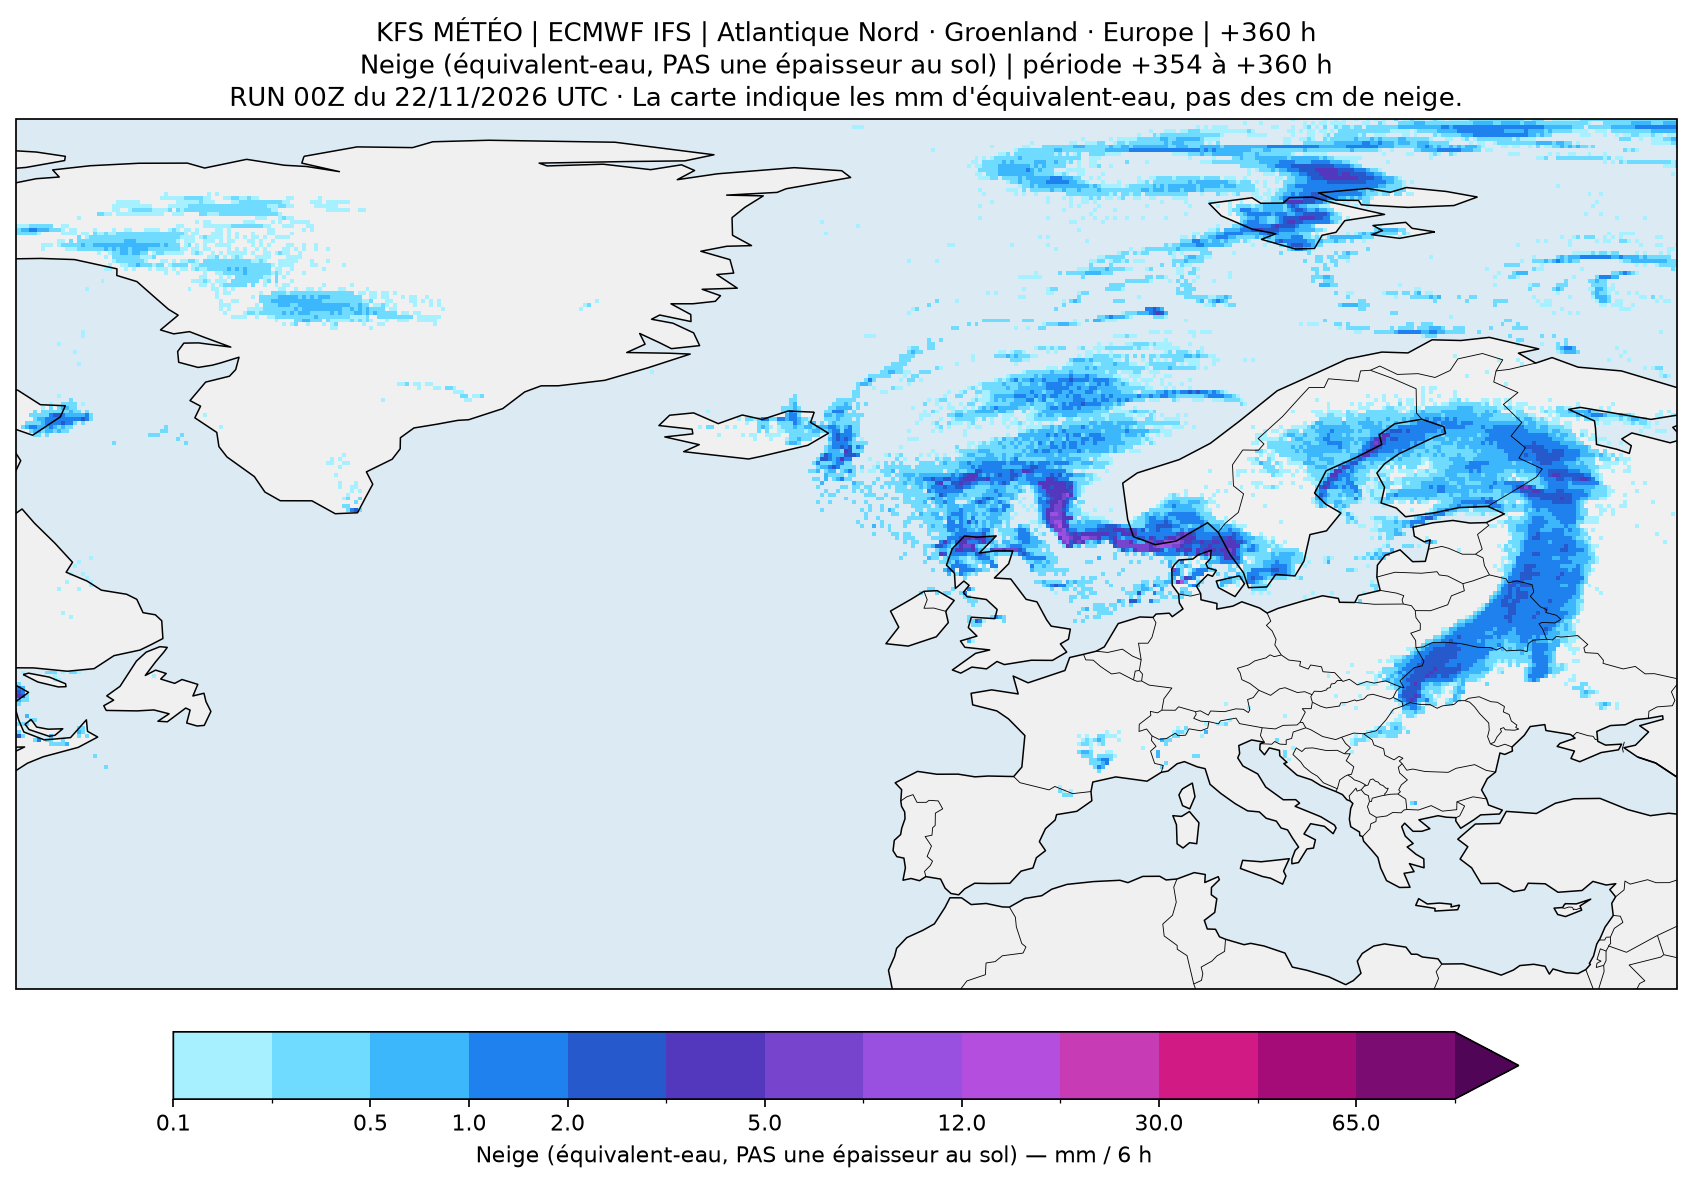 KFS MÉTÉO | ECMWF IFS | Atlantique Nord · Groenland · Europe | +360 h
Neige (équivalent-eau, PAS une épaisseur au sol) | période +354 à +360 h
RUN 00Z du 22/11/2026 UTC · La carte indique les mm d'équivalent-eau, pas des cm de neige.
0.1 0.5 1.0 2.0 5.0 12.0 30.0 65.0
Neige (équivalent-eau, PAS une épaisseur au sol) — mm / 6 h